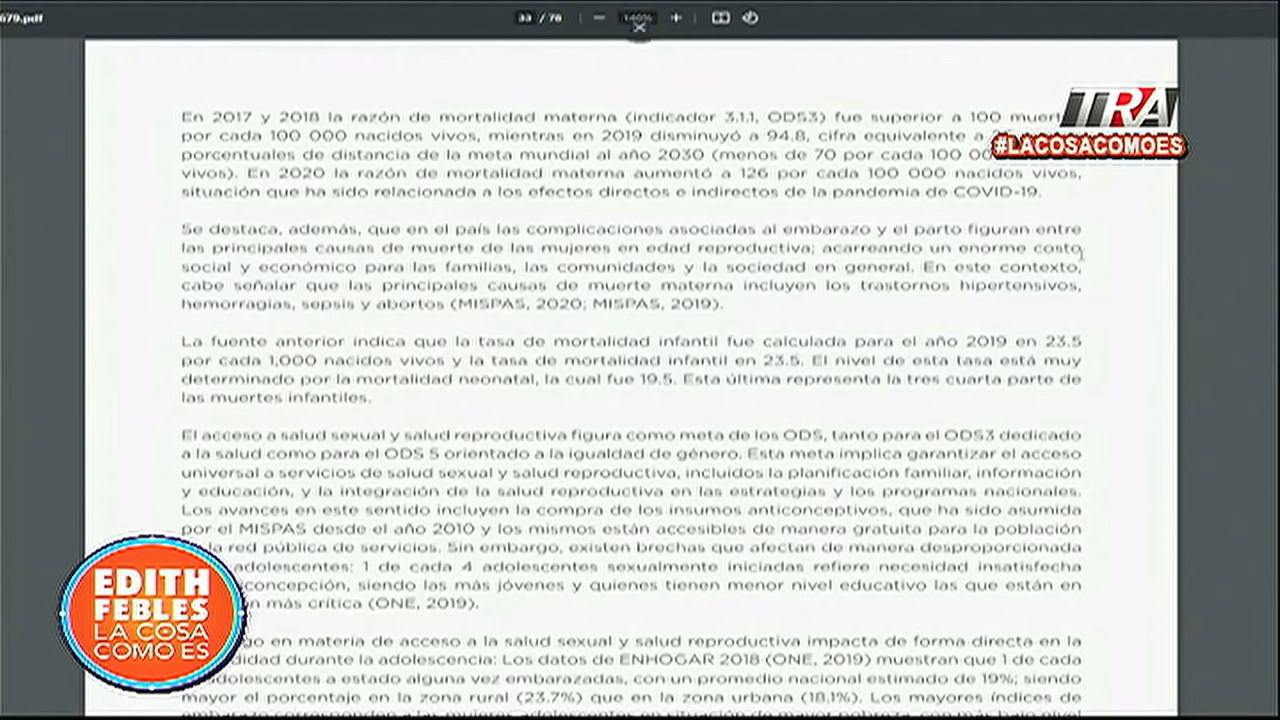 679.pdf
33 / 76
140%
TRA
#LACOSACOMOES
En 2017 y 2018 la razón de mortalidad materna (indicador 3.1.1, ODS3) fue superior a 100
por cada 100 000 nacidos vivos, mientras en 2019 disminuyó a 94.8, cifra equivalente a
porcentuales de distancia de la meta mundial al año 2030 (menos de 70 por cada 100
vivos). En 2020 la razón de mortalidad materna aumentó a 126 por cada 100 000 nacidos vivos,
situación que ha sido relacionada a los efectos directos e indirectos de la pandemia de COVID-19.
Se destaca, además, que en el país las complicaciones asociadas al embarazo y el parto figuran entre
las principales causas de muerte de las mujeres en edad reproductiva; acarreando un enorme costo
social y económico para las familias, las comunidades y la sociedad en general. En este contexto,
cabe señalar que las principales causas de muerte materna incluyen los trastornos hipertensivos,
hemorragias, sepsis y abortos (MISPAS, 2020; MISPAS, 2019).
La fuente anterior indica que la tasa de mortalidad infantil fue calculada para el año 2019 en 23.5
por cada 1,000 nacidos vivos y la tasa de mortalidad infantil en 23.5. El nivel de esta tasa está muy
determinado por la mortalidad neonatal, la cual fue 19.5. Esta última representa la tres cuarta parte de
las muertes infantiles.
El acceso a salud sexual y salud reproductiva figura como meta de los ODS, tanto para el ODS3 dedicado
a la salud como para el ODS 5 orientado a la igualdad de género. Esta meta implica garantizar el acceso
universal a servicios de salud sexual y salud reproductiva, incluidos la planificación familiar, información
y educación, y la integración de la salud reproductiva en las estrategias y los programas nacionales.
Los avances en este sentido incluyen la compra de los insumos anticonceptivos, que ha sido asumida
por el MISPAS desde el año 2010 y los mismos están accesibles de manera gratuita para la población
la red pública de servicios. Sin embargo, existen brechas que afectan de manera desproporcionada
adolescentes: 1 de cada 4 adolescentes sexualmente iniciadas refiere necesidad insatisfecha
concepción, siendo las más jóvenes y quienes tienen menor nivel educativo las que están en
más crítica (ONE, 2019).
en materia de acceso a la salud sexual y salud reproductiva impacta de forma directa en la
durante la adolescencia: Los datos de ENHOGAR 2018 (ONE, 2019) muestran que 1 de cada
adolescentes a estado alguna vez embarazadas, con un promedio nacional estimado de 19%; siendo
mayor el porcentaje en la zona rural (23.7%) que en la zona urbana (18.1%). Los mayores índices de
embarazo corresponden a las mujeres adolescentes en situación de mayor pobreza, con más bajo nivel
EDITH
FEBLES
LA COSA
COMO ES